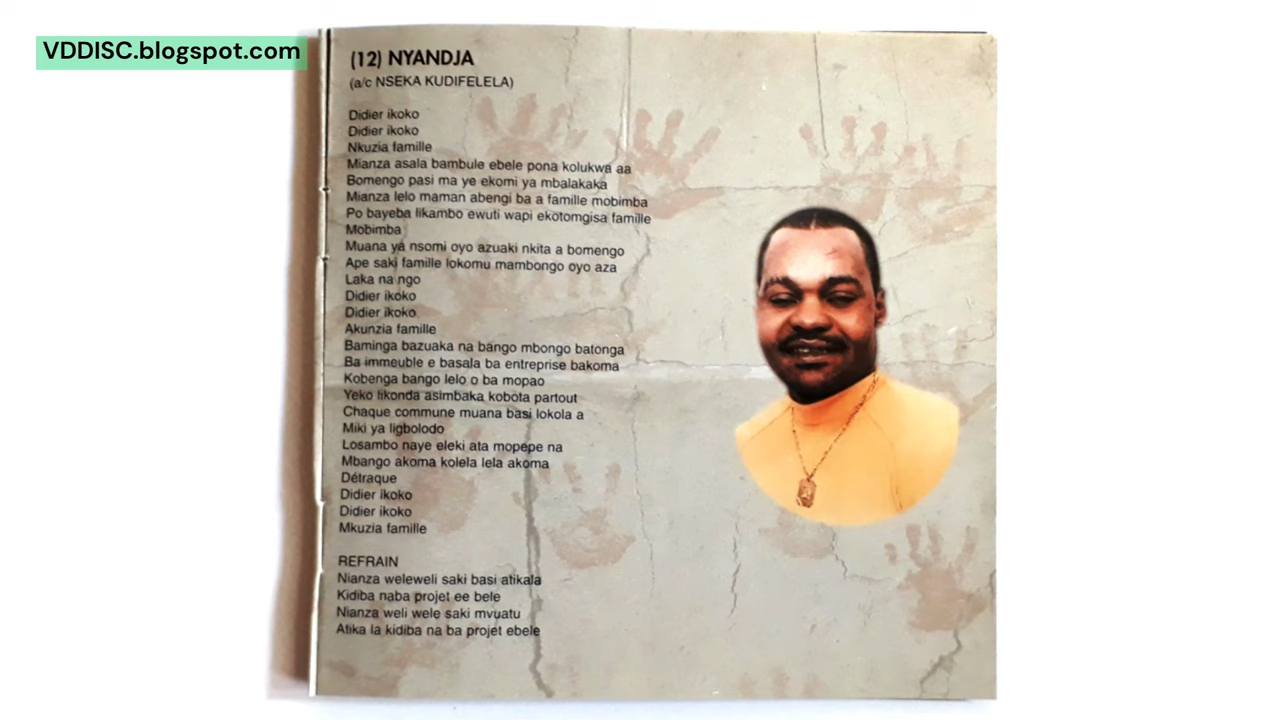 VDDISC.blogspot.com
(12) NYANDJA
(a/c NSEKA KUDIFELELA)
Didier ikoko
Didier ikoko
Nkuzia famille
Mianza asala bambule ebele pona kolukwa aa
Bomengo pasi ma ye ekomi ya mbalakaka
Mianza lelo maman abengi ba a famille mobimba
Po bayeba likambo ewuti wapi ekotomgisa famille
Mobimba
Muana ya nsomi oyo azuaki nkita a bomengo
Ape saki famille lokomu mambongo oyo aza
Laka na ngo
Didier ikoko
Didier ikoko
Akunzia famille
Baminga bazuaka na bango mbongo batonga
Ba immeuble e basala ba entreprise bakoma
Kobenga bango lelo o ba mopao
Yeko likonda asimbaka kobota partout
Chaque commune muana basi lokola a
Miki ya ligbolodo
Losambo naye eleki ata mopepe na
Mbango akoma kolela lela akoma
Détraque
Didier ikoko
Didier ikoko
Mkuzia famille
REFRAIN
Nianza weleweli saki basi atikala
Kidiba naba projet ee bele
Nianza weli wele saki mvuatu
Atika la kidiba na ba projet ebele